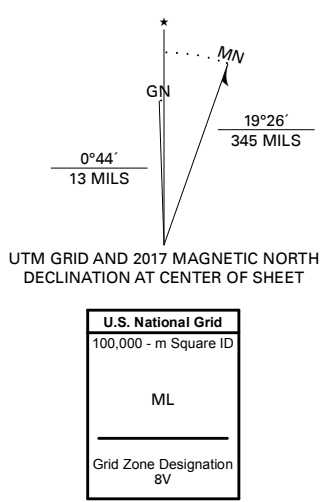 ★
MN
GN
19°26´
345 MILS
0°44´
13 MILS
UTM GRID AND 2017 MAGNETIC NORTH
DECLINATION AT CENTER OF SHEET
U.S. National Grid
100,000 - m Square ID
ML
Grid Zone Designation
8V